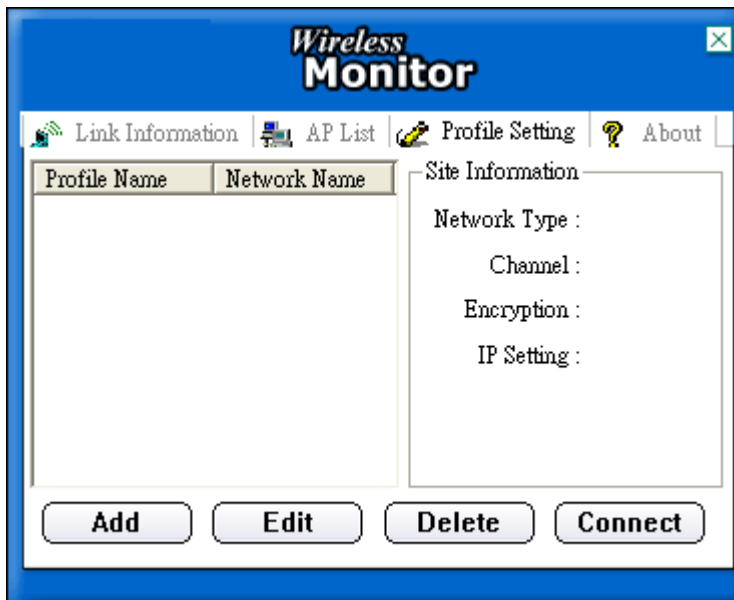 Wireless
Monitor
Link Information AP List Profile Setting About
Profile Name Network Name
Site Information
Network Type :
Channel :
Encryption :
IP Setting :
Add Edit Delete Connect